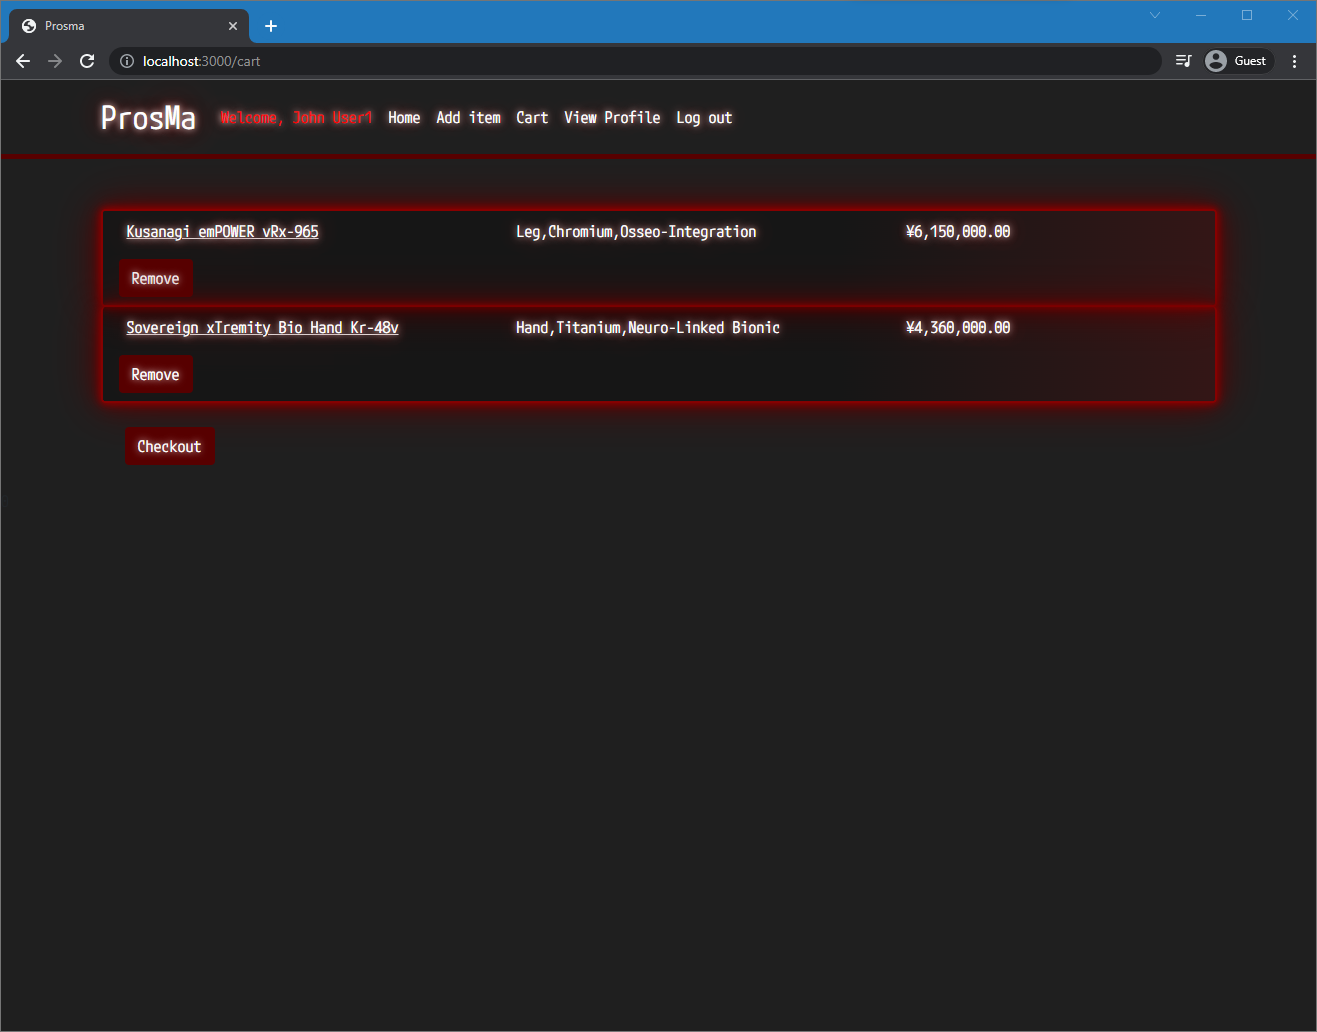 Prosma
localhost:3000/cart
Guest
ProsMa Welcome, John User1 Home Add item Cart View Profile Log out
Kusanagi emPOWER vRx-965 Leg,Chromium,Osseo-Integration ¥6,150,000.00
Remove
Sovereign xTremity Bio Hand Kr-48v Hand,Titanium,Neuro-Linked Bionic ¥4,360,000.00
Remove
Checkout